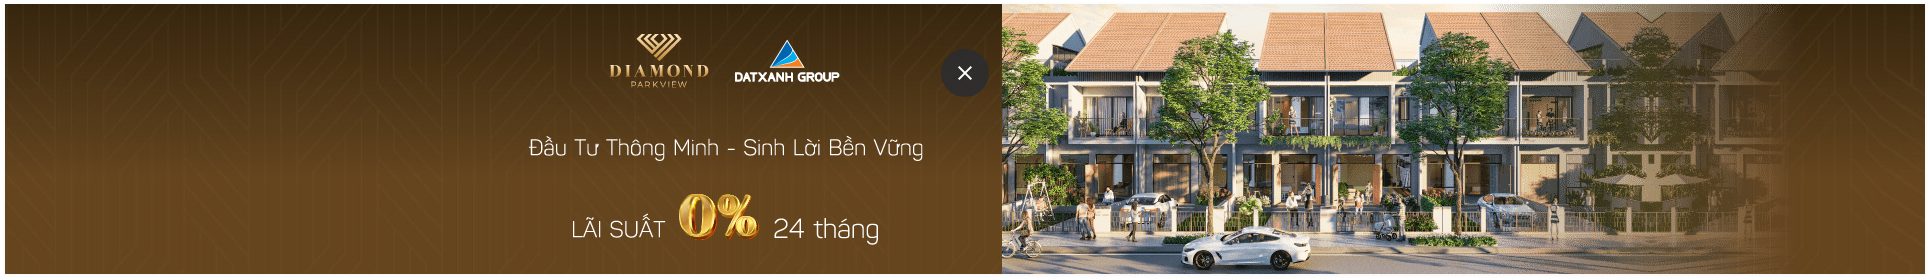 DIAMOND
PARKVIEW
DATXANH GROUP
Đầu Tư Thông Minh - Sinh Lời Bền Vững
LÃI SUẤT 0% 24 tháng